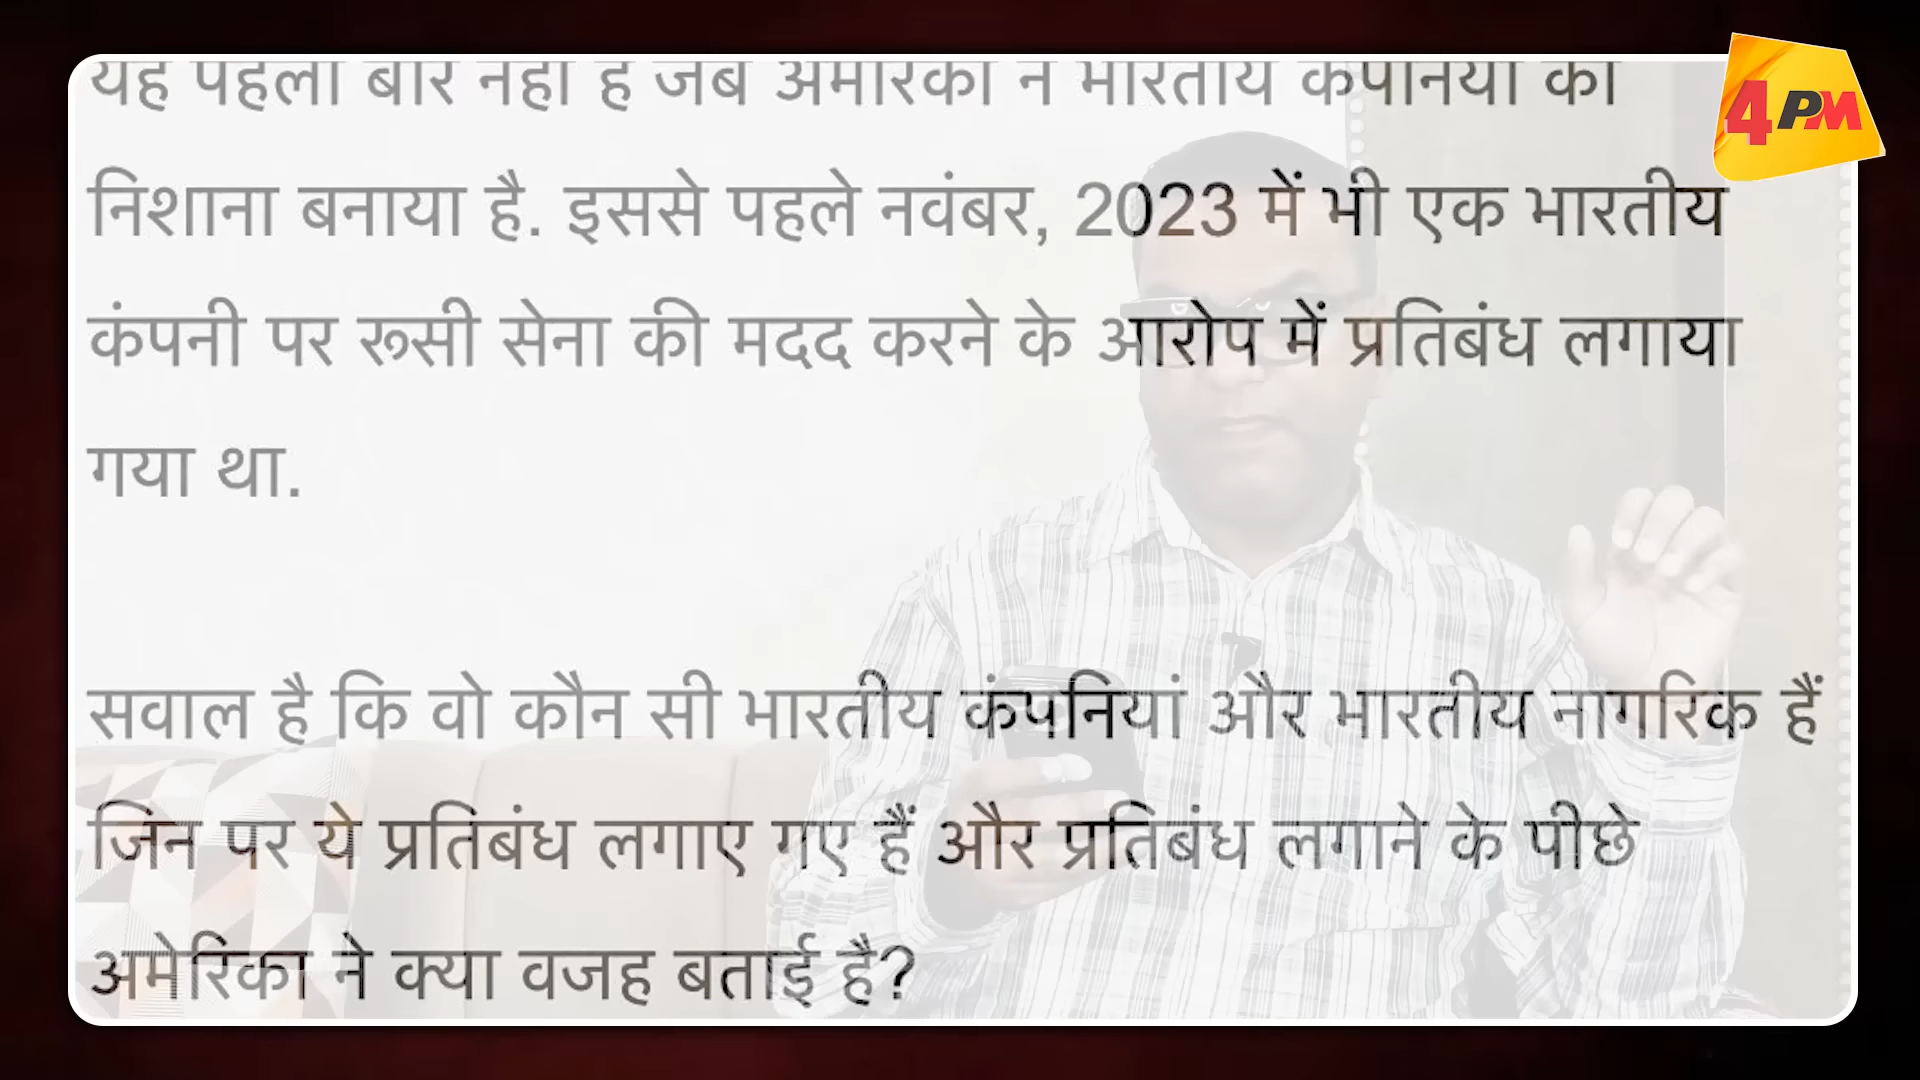 यह पहली बार नहीं है जब अमेरिका ने भारतीय कंपनियों को
4PM
निशाना बनाया है. इससे पहले नवंबर, 2023 में भी एक भारतीय
कंपनी पर रूसी सेना की मदद करने के आरोप में प्रतिबंध लगाया
गया था.
सवाल है कि वो कौन सी भारतीय कंपनियां और भारतीय नागरिक हैं
जिन पर ये प्रतिबंध लगाए गए हैं और प्रतिबंध लगाने के पीछे
अमेरिका ने क्या वजह बताई है?